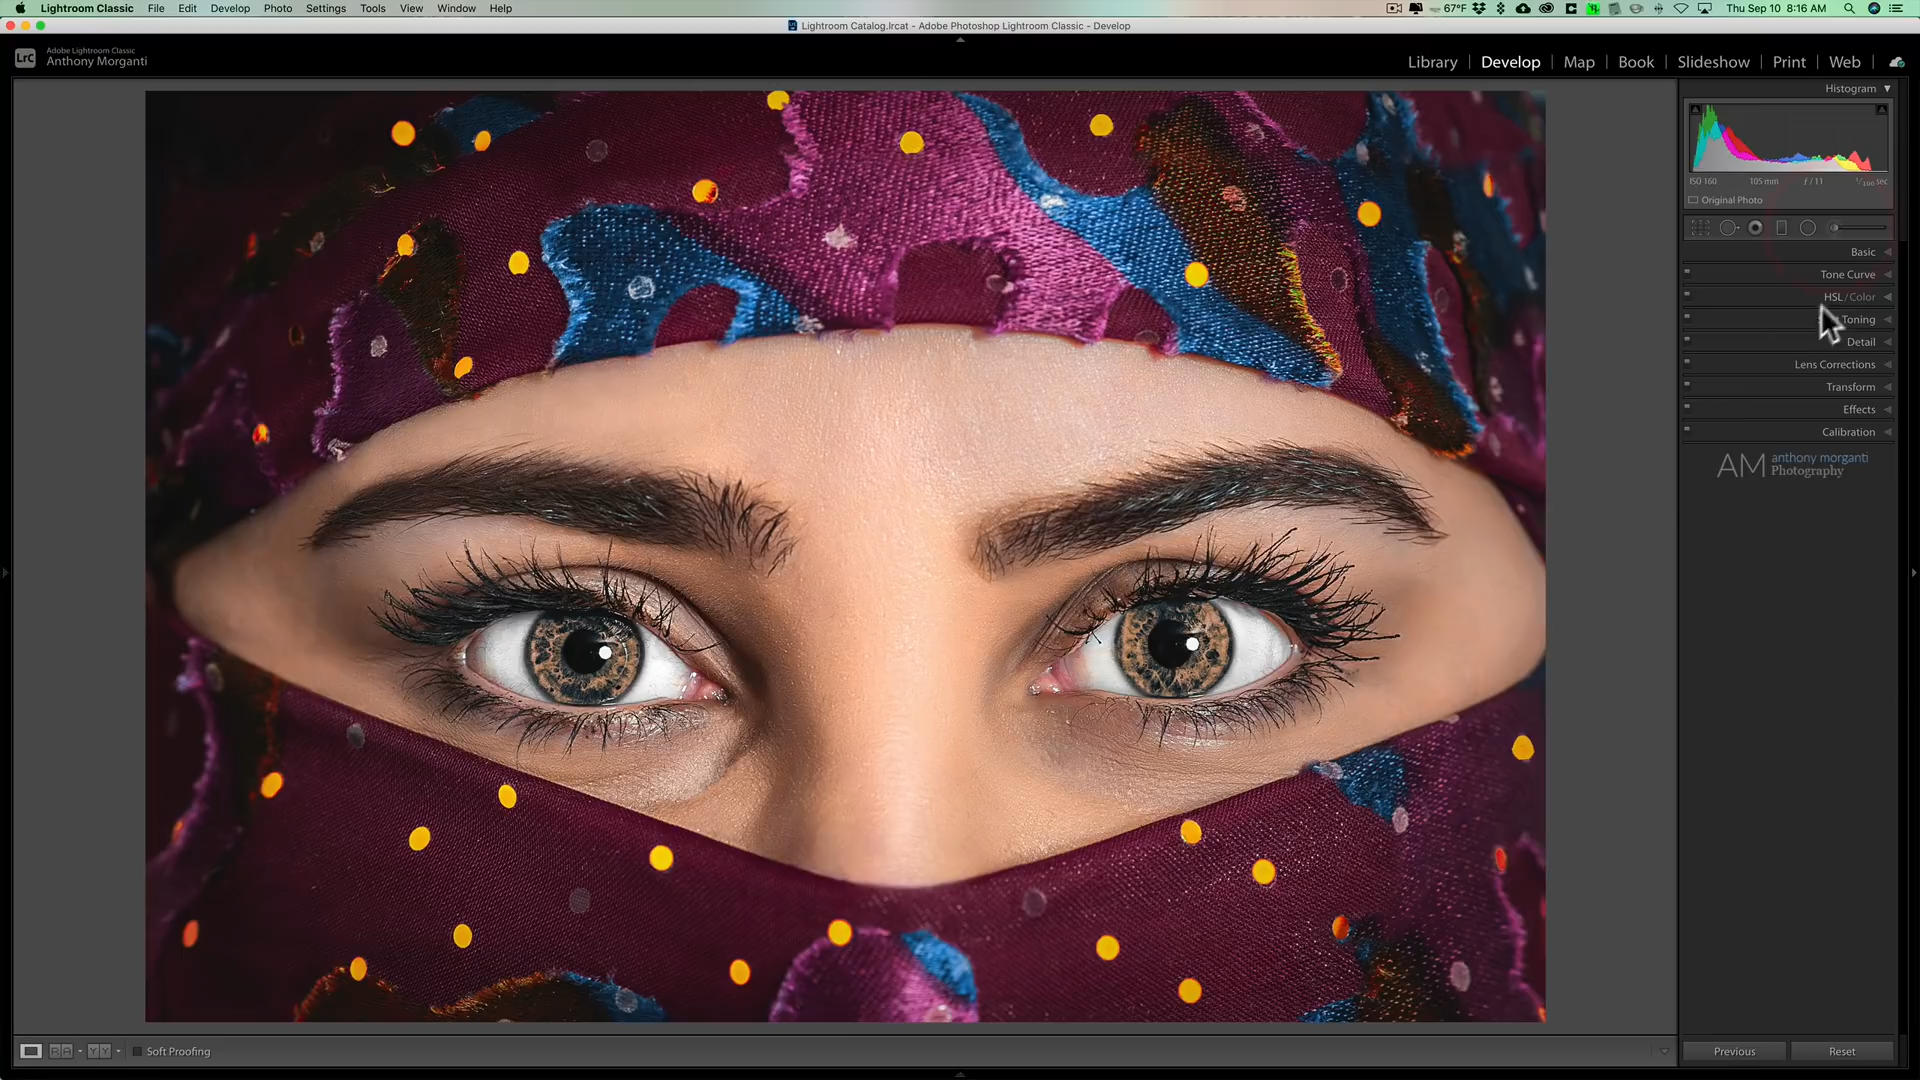 Lightroom Classic File Edit Develop Photo Settings Tools View Window Help 67°F Thu Sep 10 8:16 AM
Lightroom Catalog.lrcat - Adobe Photoshop Lightroom Classic - Develop
LrC Adobe Lightroom Classic
Anthony Morganti
Library | Develop | Map | Book | Slideshow | Print | Web
Histogram
ISO 160 105 mm ƒ / 11 1/100 sec
Original Photo
Basic
Tone Curve
HSL / Color
Toning
Detail
Lens Corrections
Transform
Effects
Calibration
AM anthony morganti
Photography
R A Y Y Soft Proofing
Previous Reset